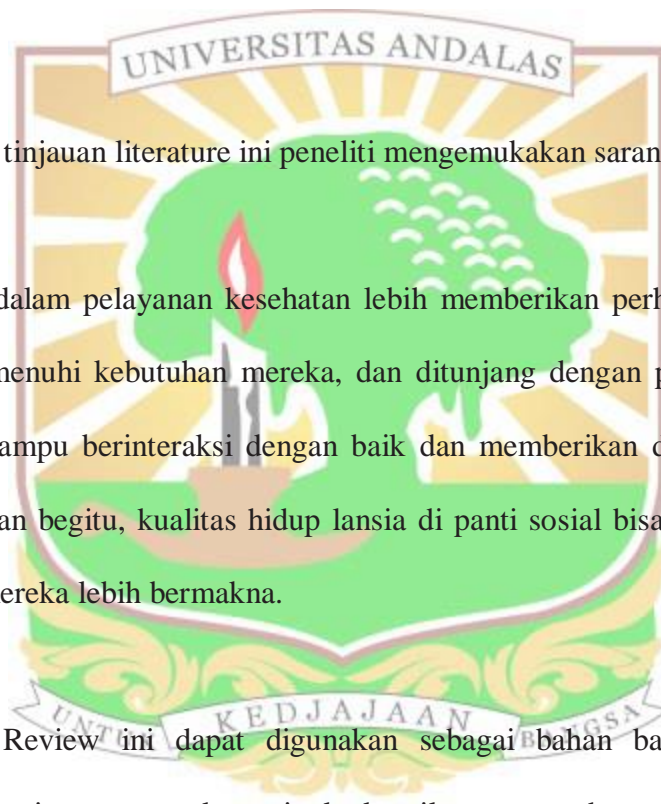 UNIVERSITAS ANDALAS
tinjauan literature ini peneliti mengemukakan saran
dalam pelayanan kesehatan lebih memberikan
menuhi kebutuhan mereka, dan ditunjang dengan
ampu berinteraksi dengan baik dan memberikan
an begitu, kualitas hidup lansia di panti sosial bisa
ereka lebih bermakna.
UNTUK KEDJAJAAN BANGSA
Review ini dapat digunakan sebagai bahan